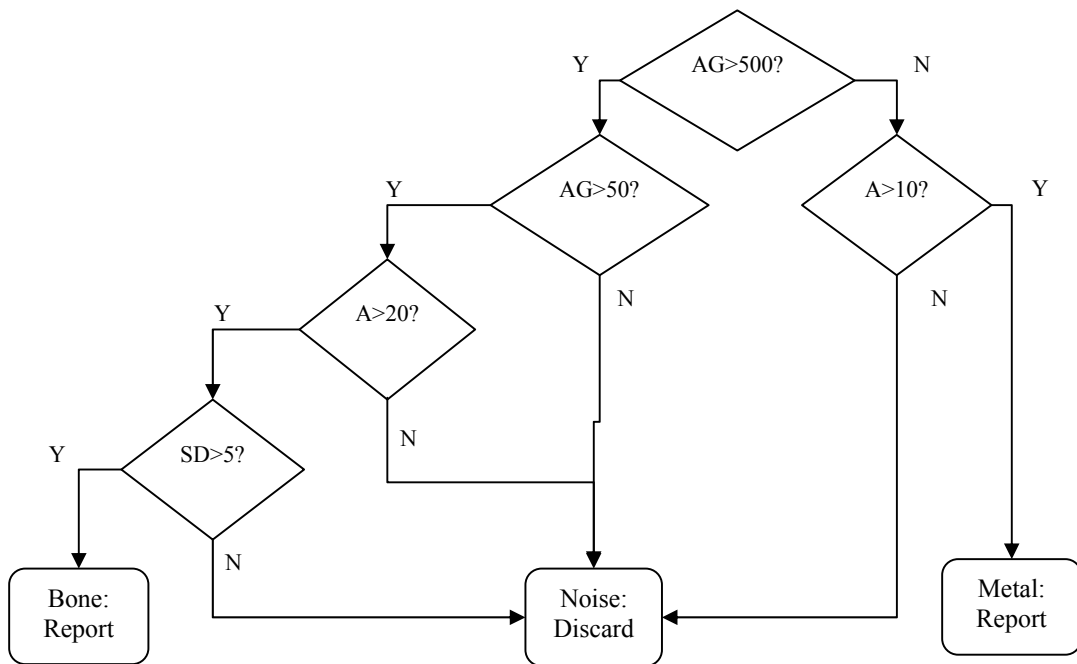 AG>500?
Y
N
AG>50?
A>10?
Y
Y
N
N
A>20?
Y
N
SD>5?
Y
N
Bone:
Report
Noise:
Discard
Metal:
Report